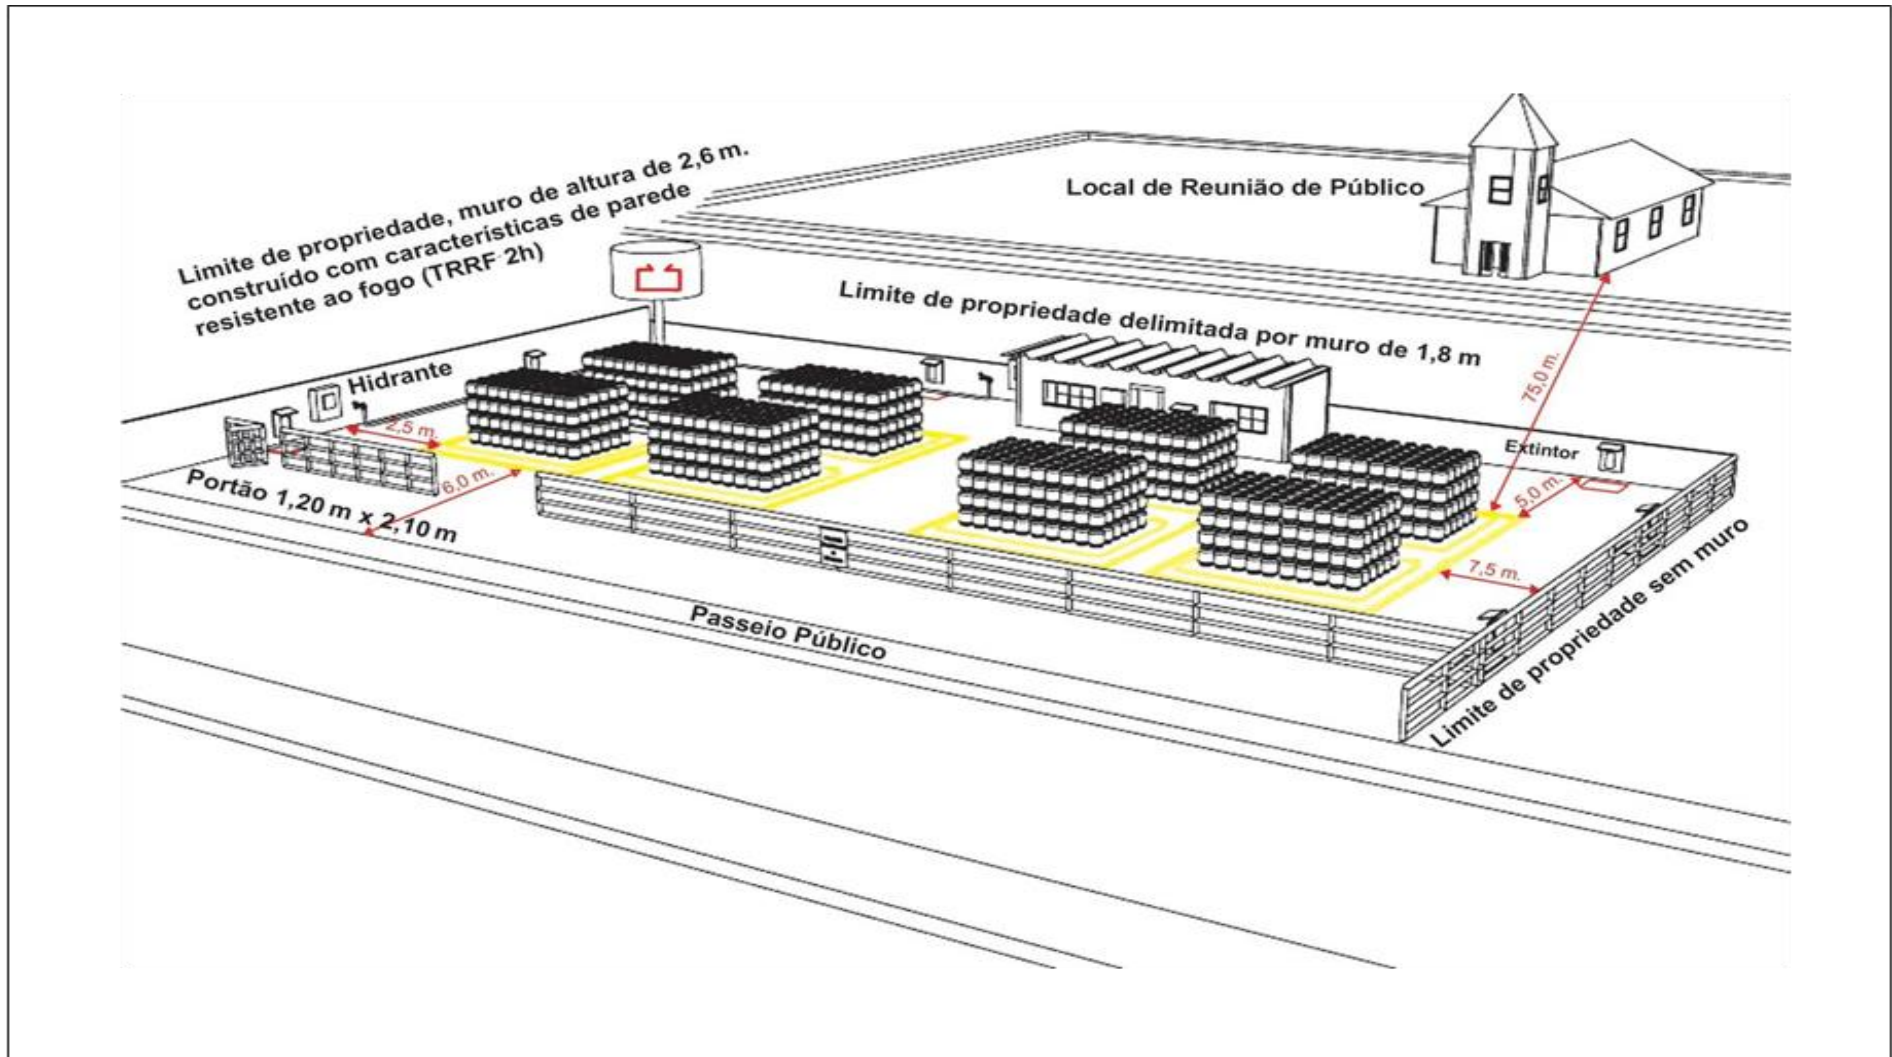 Limite de propriedade, muro de altura de 2,6 m.
construído com características de parede
resistente ao fogo (TRRF 2h)
Local de Reunião de Público
Limite de propriedade delimitada por muro de 1,8 m
75,0 m.
Hidrante
2,5 m.
6,0 m.
Portão 1,20 m x 2,10 m
Extintor
5,0 m.
7,5 m.
Limite de propriedade sem muro
Passeio Público